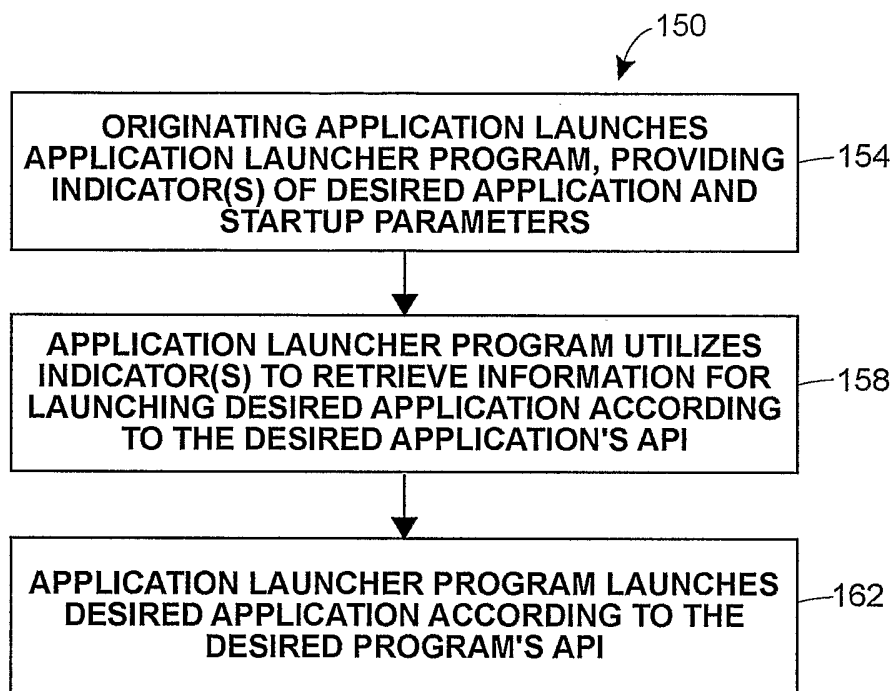 150
ORIGINATING APPLICATION LAUNCHES
APPLICATION LAUNCHER PROGRAM, PROVIDING
INDICATOR(S) OF DESIRED APPLICATION AND
STARTUP PARAMETERS
154
APPLICATION LAUNCHER PROGRAM UTILIZES
INDICATOR(S) TO RETRIEVE INFORMATION FOR
LAUNCHING DESIRED APPLICATION ACCORDING
TO THE DESIRED APPLICATION'S API
158
APPLICATION LAUNCHER PROGRAM LAUNCHES
DESIRED APPLICATION ACCORDING TO THE
DESIRED PROGRAM'S API
162